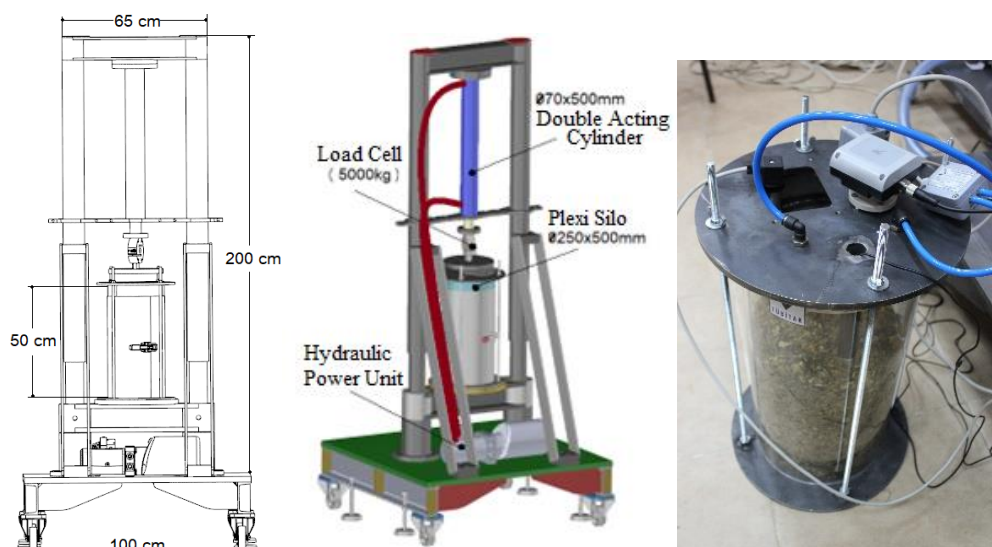 65 cm
200 cm
50 cm
100 cm
Ø70x500mm
Double Acting
Cylinder
Load Cell
( 5000kg)
Plexi Silo
Ø250x500mm
Hydraulic
Power Unit